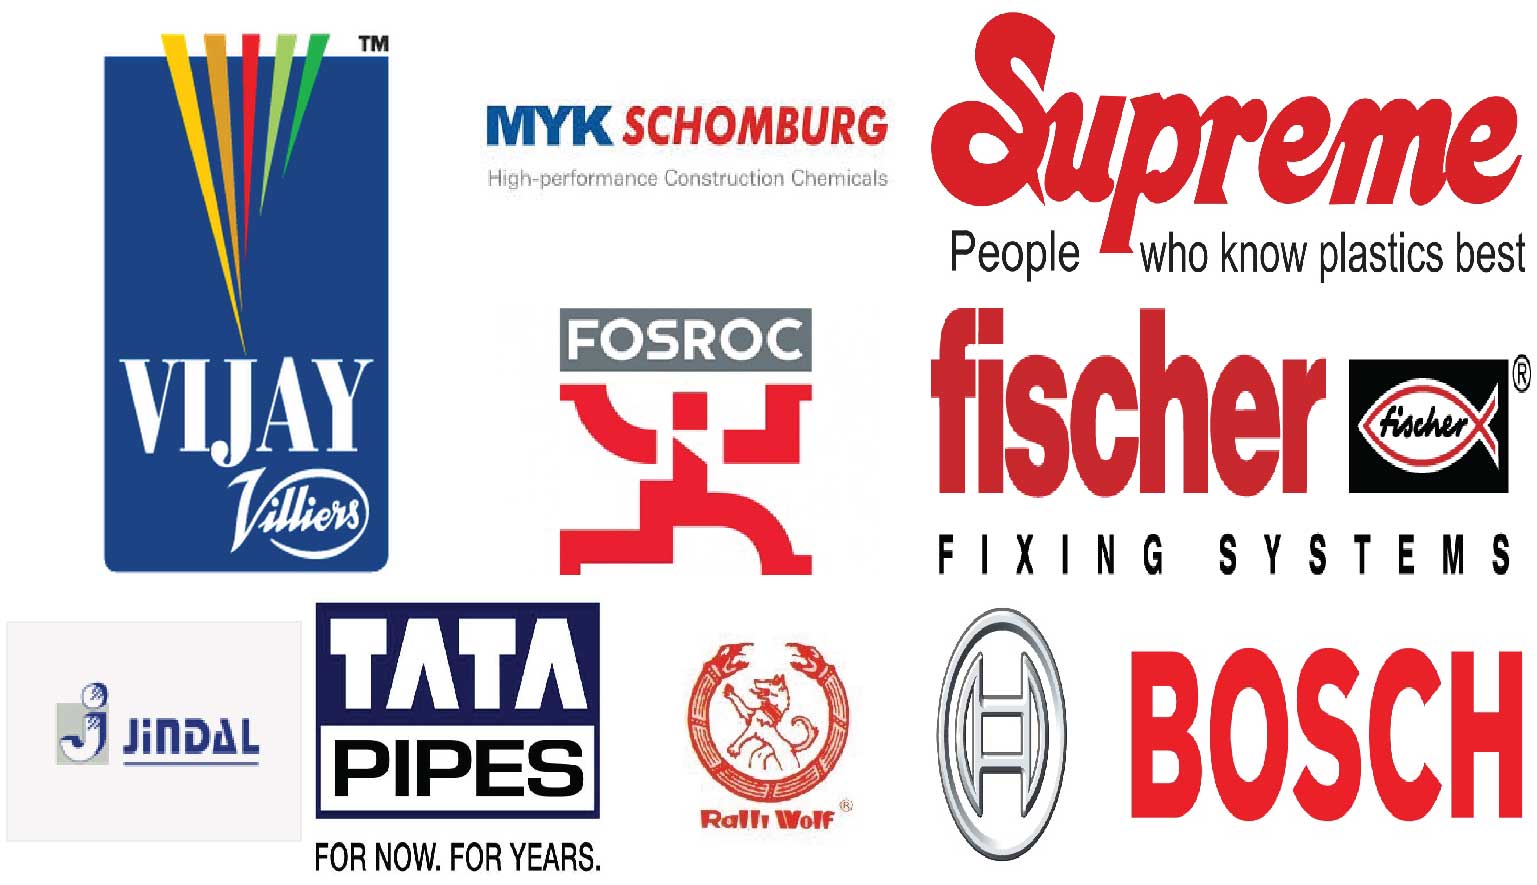 TM
VIJAY
Villiers
MYK SCHOMBURG
High-performance Construction Chemicals
Supreme
People who know plastics best
FOSROC
fischer
fischer
®
FIXING SYSTEMS
J JiNDAL
TATA
PIPES
FOR NOW. FOR YEARS.
Ralli Wolf ®
BOSCH